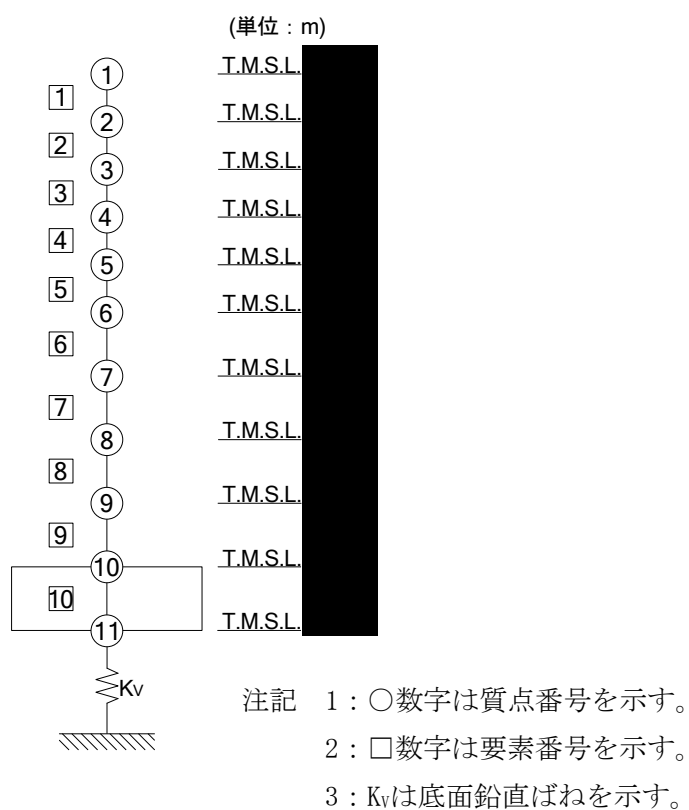 (単位：m)
① T.M.S.L.
1
② T.M.S.L.
2
③ T.M.S.L.
3
④ T.M.S.L.
4
⑤ T.M.S.L.
5
⑥ T.M.S.L.
6
⑦ T.M.S.L.
7
⑧ T.M.S.L.
8
⑨ T.M.S.L.
9
⑩ T.M.S.L.
10
⑪ T.M.S.L.
KV
注記 1：○数字は質点番号を示す。
2：□数字は要素番号を示す。
3：KVは底面鉛直ばねを示す。